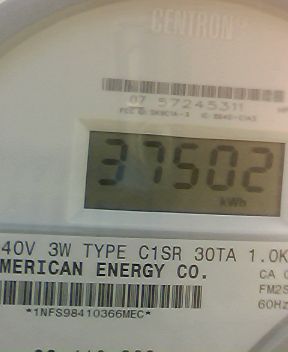 CENTRON®
07 57245311
37502
kWh
40V 3W TYPE C1SR 30TA 1.0K
MERICAN ENERGY CO.
CA
FM2S
60Hz
*1NFS98410366MEC*